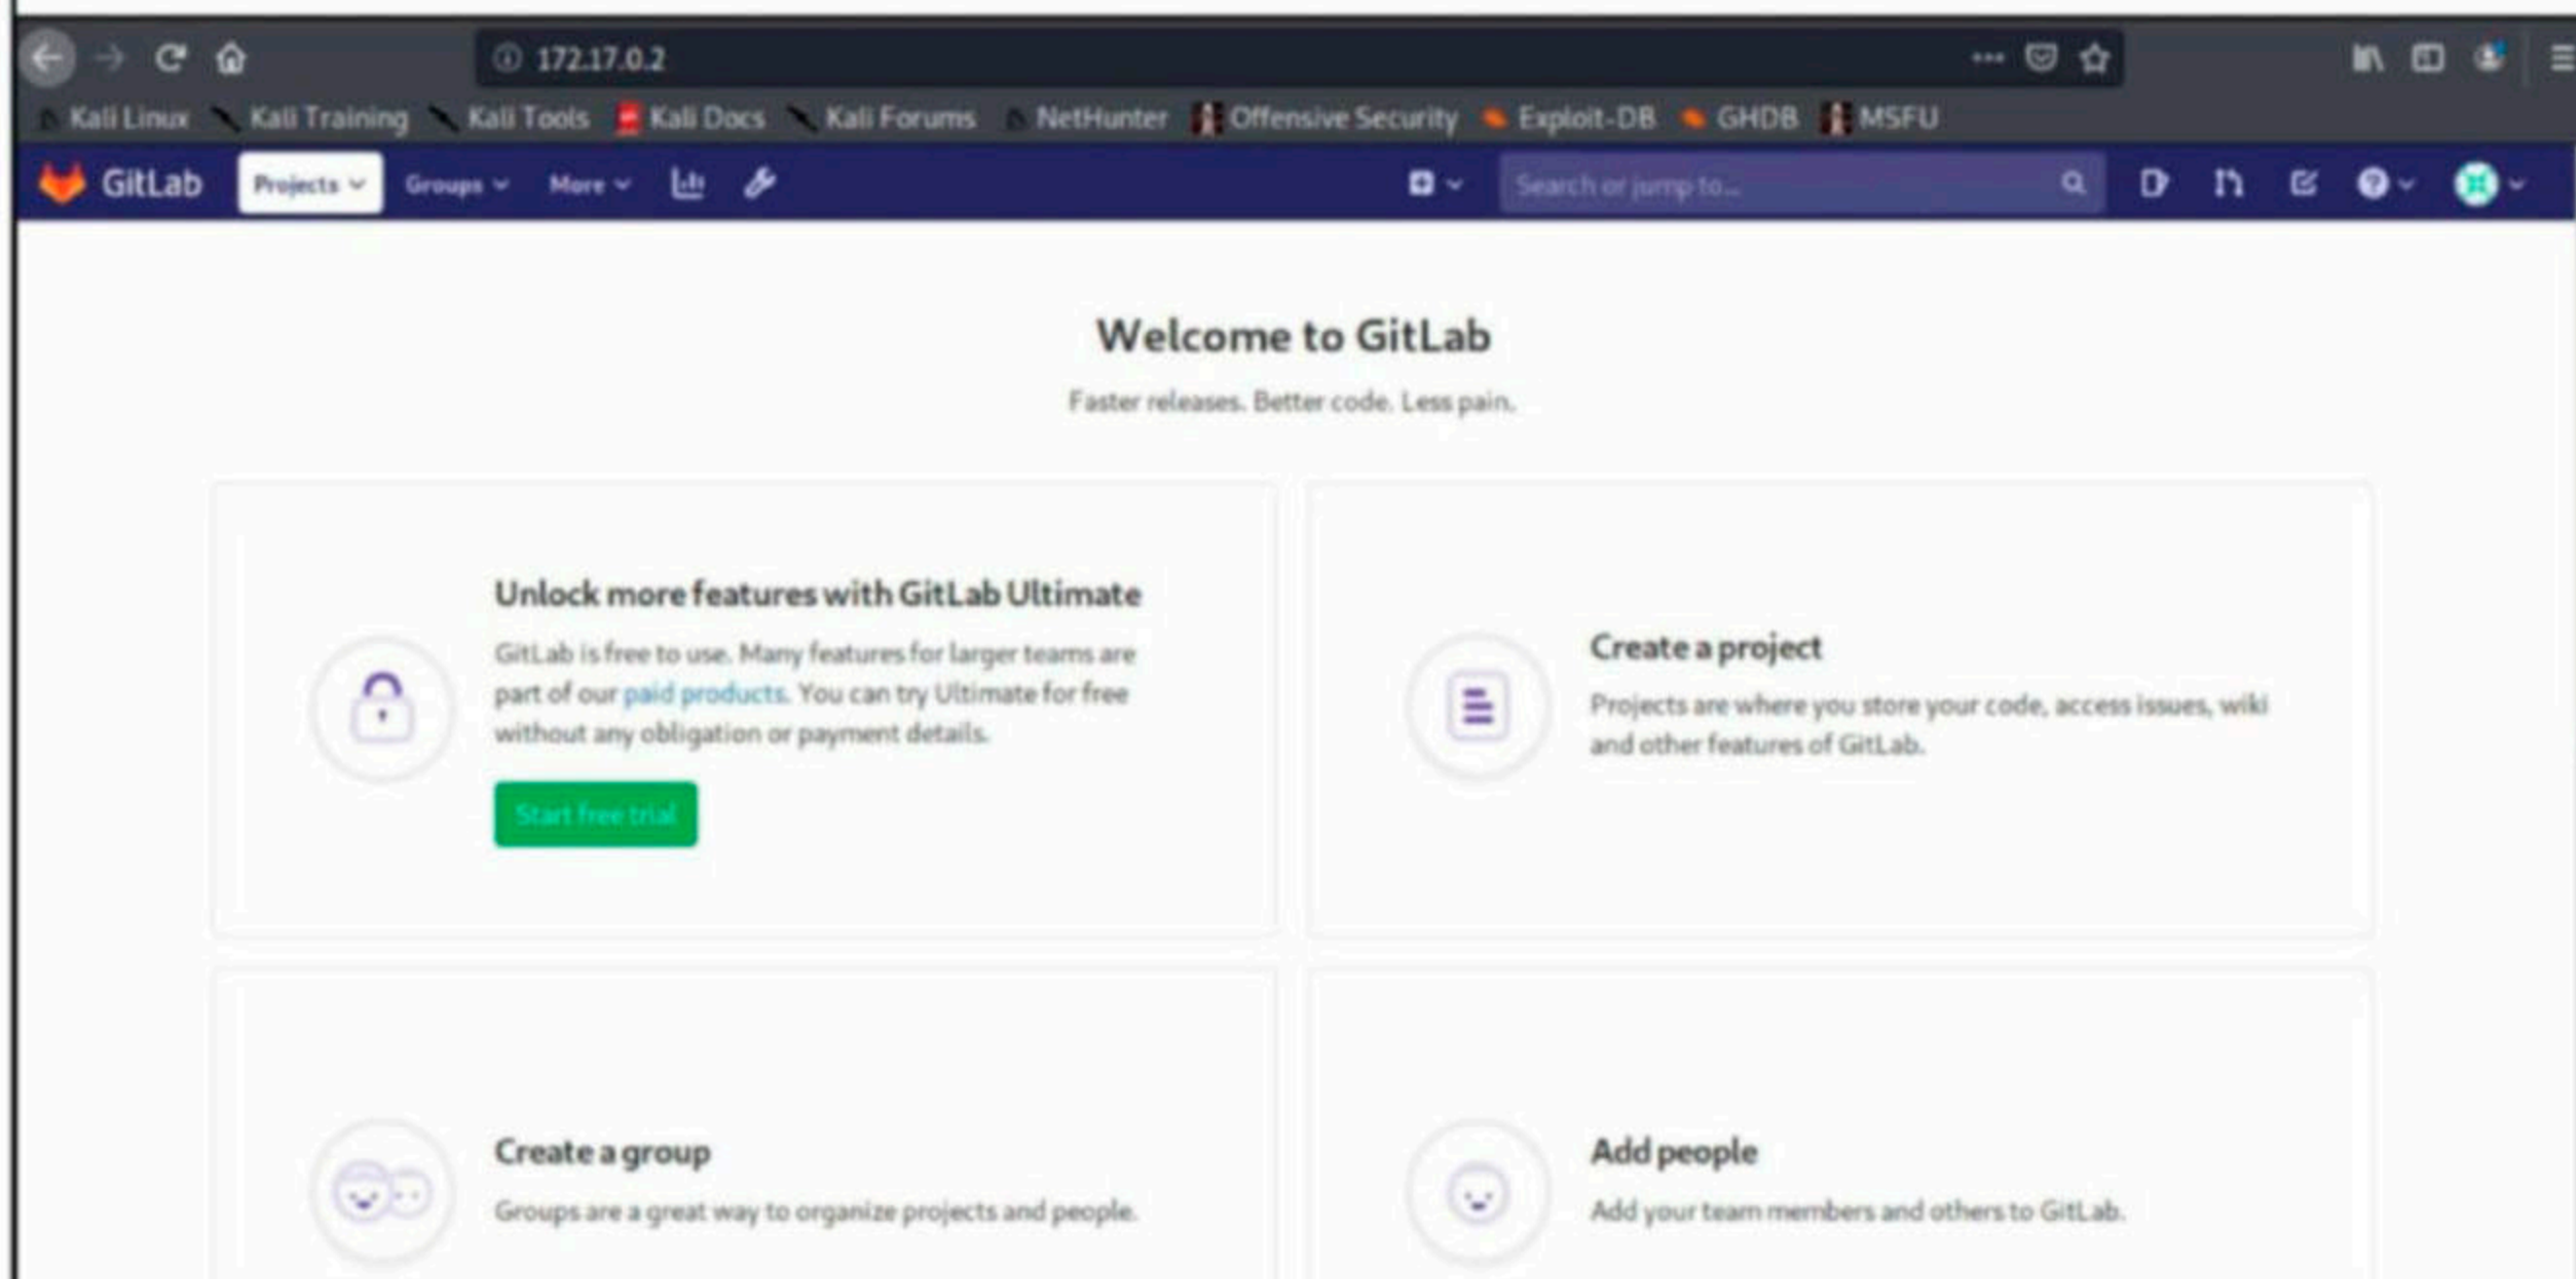 172.17.0.2
Kali Linux Kali Training Kali Tools Kali Docs Kali Forums NetHunter Offensive Security Exploit-DB GHDB MSFU
GitLab Projects Groups More Search or jump to...
Welcome to GitLab
Faster releases. Better code. Less pain.
Unlock more features with GitLab Ultimate
GitLab is free to use. Many features for larger teams are
part of our paid products. You can try Ultimate for free
without any obligation or payment details.
Start free trial
Create a project
Projects are where you store your code, access issues, wiki
and other features of GitLab.
Create a group
Groups are a great way to organize projects and people.
Add people
Add your team members and others to GitLab.